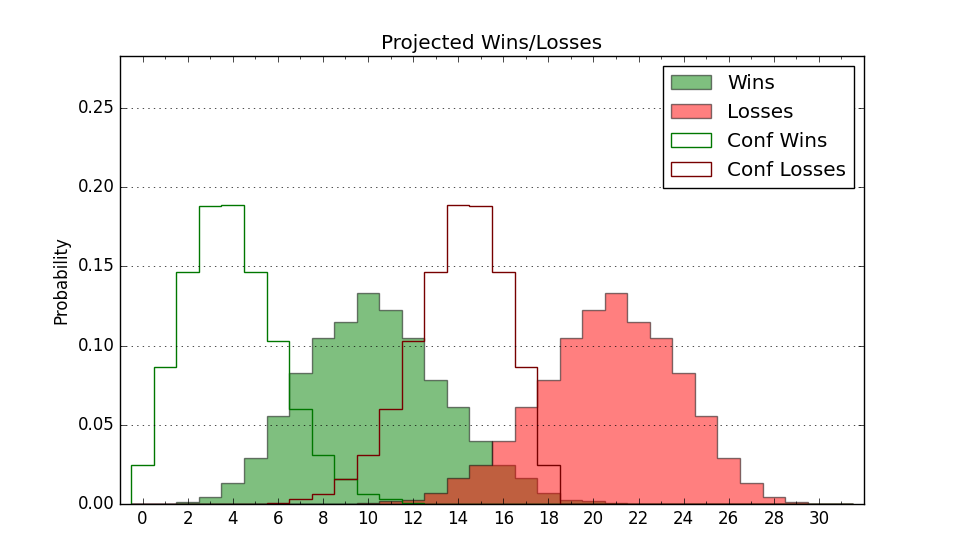 Projected Wins/Losses
Wins
Losses
Conf Wins
Conf Losses
Probability
0.25
0.20
0.15
0.10
0.05
0.00
0 2 4 6 8 10 12 14 16 18 20 22 24 26 28 30